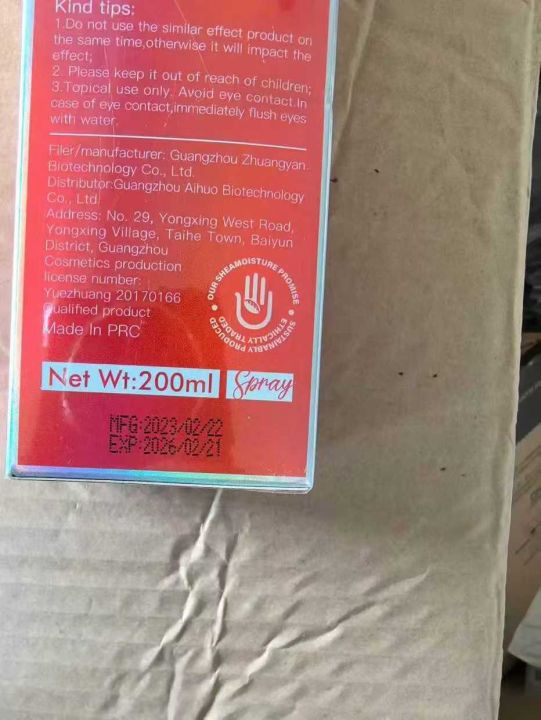 Kind tips:
1.Do not use the similar effect product on
the same time,otherwise it will impact the
effect;
2. Please keep it out of reach of children;
3.Topical use only. Avoid eye contact.In
case of eye contact,immediately flush eyes
with water.
Filer/manufacturer: Guangzhou Zhuangyan
Biotechnology Co., Ltd.
Distributor:Guangzhou Aihuo Biotechnology
Co., Ltd.
Address: No. 29, Yongxing West Road,
Yongxing Village, Taihe Town, Baiyun
District, Guangzhou
Cosmetics production
license number:
Yuezhuang 20170166
Qualified product
Made In PRC
OUR SHEAMOISTURE PROMISE
SUSTAINABLY PRODUCED
ETHICALLY TRADED
Net Wt:200ml Spray
MFG:2023/02/22
EXP:2026/02/21